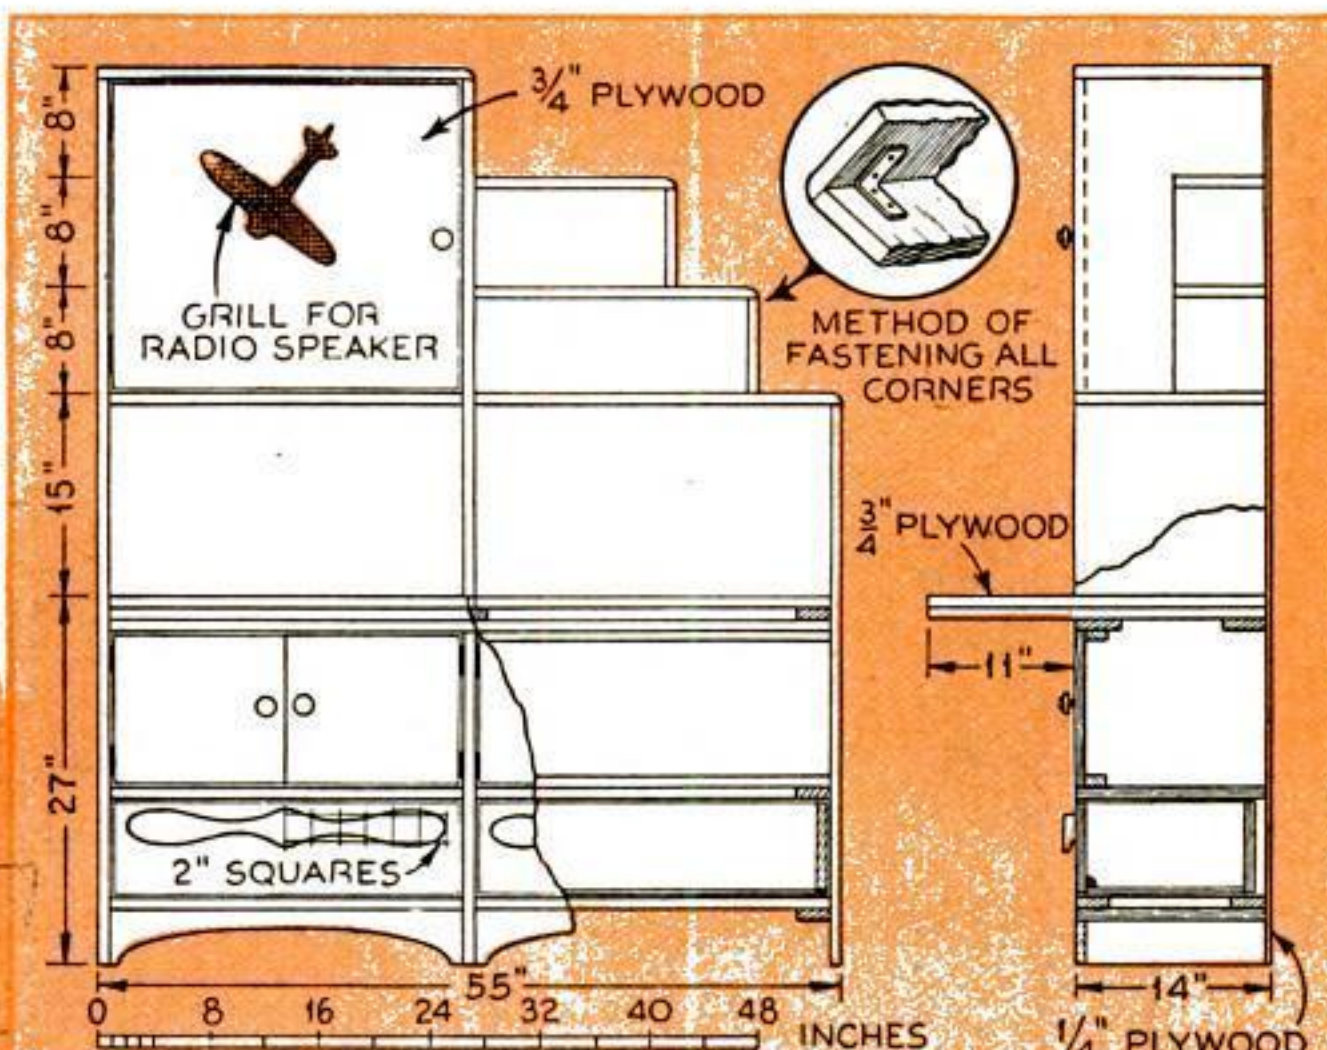 8"
8"
8"
15"
27"
3/4" PLYWOOD
GRILL FOR
RADIO SPEAKER
METHOD OF
FASTENING ALL
CORNERS
3/4" PLYWOOD
11"
2" SQUARES
55"
14"
0 8 16 24 32 40 48
INCHES
1/4" PLYWOOD